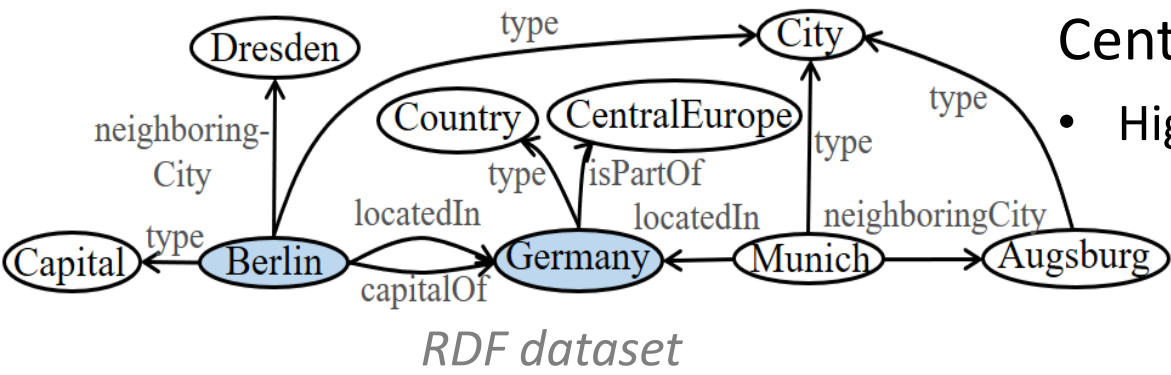 type
City
Cent
Dresden
type
• Hig
Country
CentralEurope
neighboring-
City
type
type
isPartOf
locatedIn
locatedIn
neighboringCity
type
Capital
Berlin
Germany
Munich
Augsburg
capitalOf
RDF dataset